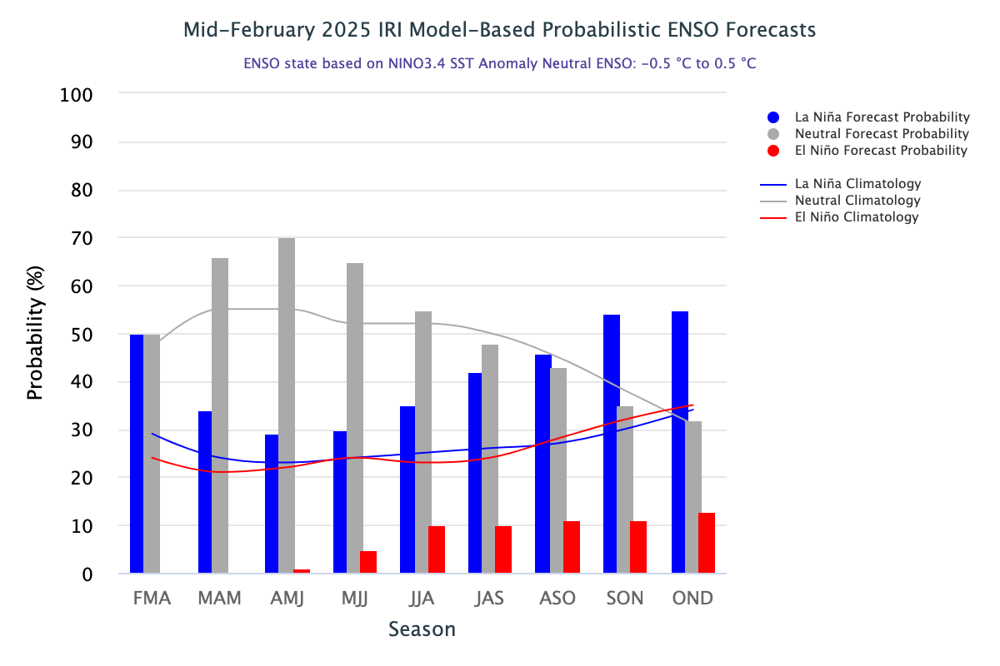 Mid−February 2025 IRI Model−Based Probabilistic ENSO Forecasts
ENSO state based on NINO3.4 SST Anomaly Neutral ENSO: −0.5 °C to 0.5 °C
100
90
80
70
60
50
40
30
20
10
0
Probability (%)
FMA MAM AMJ MJJ JJA JAS ASO SON OND
Season
La Niña Forecast Probability
Neutral Forecast Probability
El Niño Forecast Probability
La Niña Climatology
Neutral Climatology
El Niño Climatology